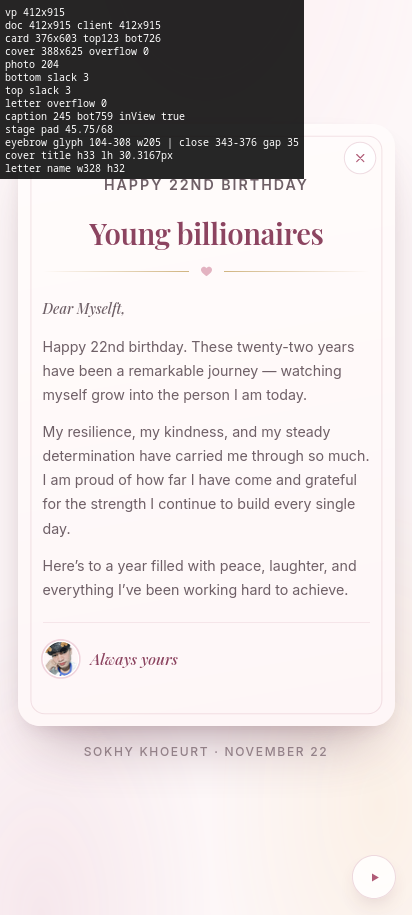 vp 412x915
doc 412x915 client 412x915
card 376x603 top123 bot726
cover 388x625 overflow 0
photo 204
bottom slack 3
top slack 3
letter overflow 0
caption 245 bot759 inView true
stage pad 45.75/68
eyebrow glyph 104-308 w205 | close 343-376 gap 35
cover title h33 lh 30.3167px
letter name w328 h32
HAPPY 22ND BIRTHDAY
Young billionaires
Dear Myselft,
Happy 22nd birthday. These twenty-two years
have been a remarkable journey — watching
myself grow into the person I am today.
My resilience, my kindness, and my steady
determination have carried me through so much.
I am proud of how far I have come and grateful
for the strength I continue to build every single
day.
Here’s to a year filled with peace, laughter, and
everything I’ve been working hard to achieve.
Always yours
SOKHY KHOEURT · NOVEMBER 22